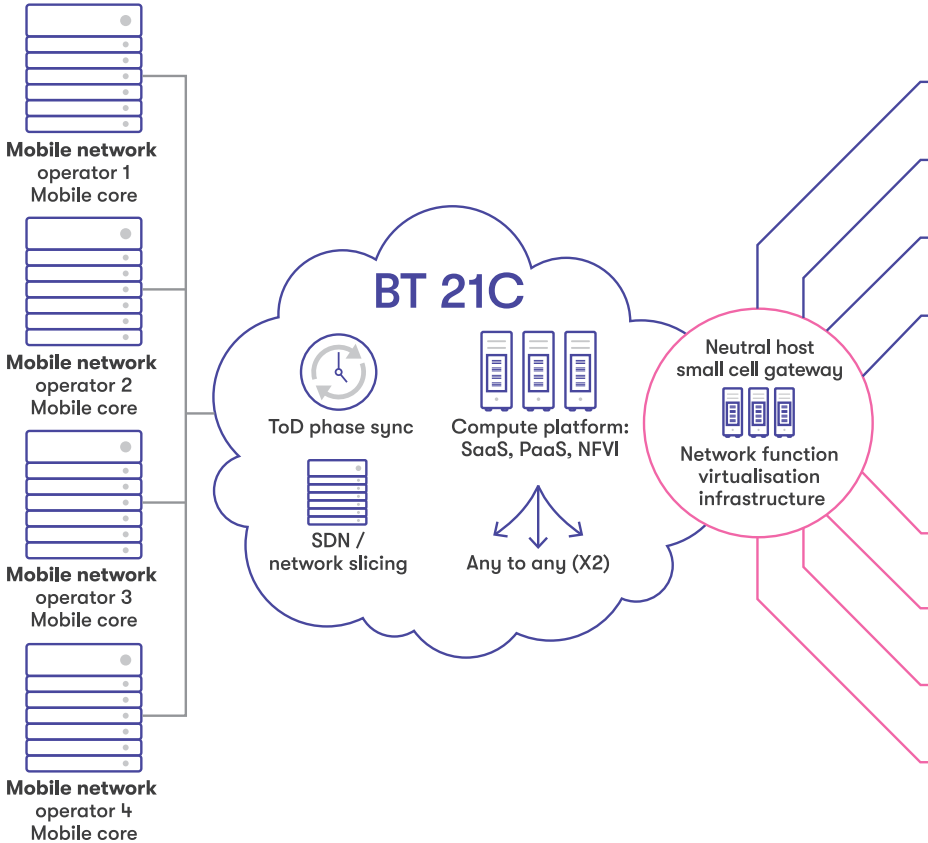 Mobile network
operator 1
Mobile core
Mobile network
operator 2
Mobile core
Mobile network
operator 3
Mobile core
Mobile network
operator 4
Mobile core
BT 21C
ToD phase sync
Compute platform:
SaaS, PaaS, NFVI
SDN /
network slicing
Any to any (X2)
Neutral host
small cell gateway
Network function
virtualisation
infrastructure